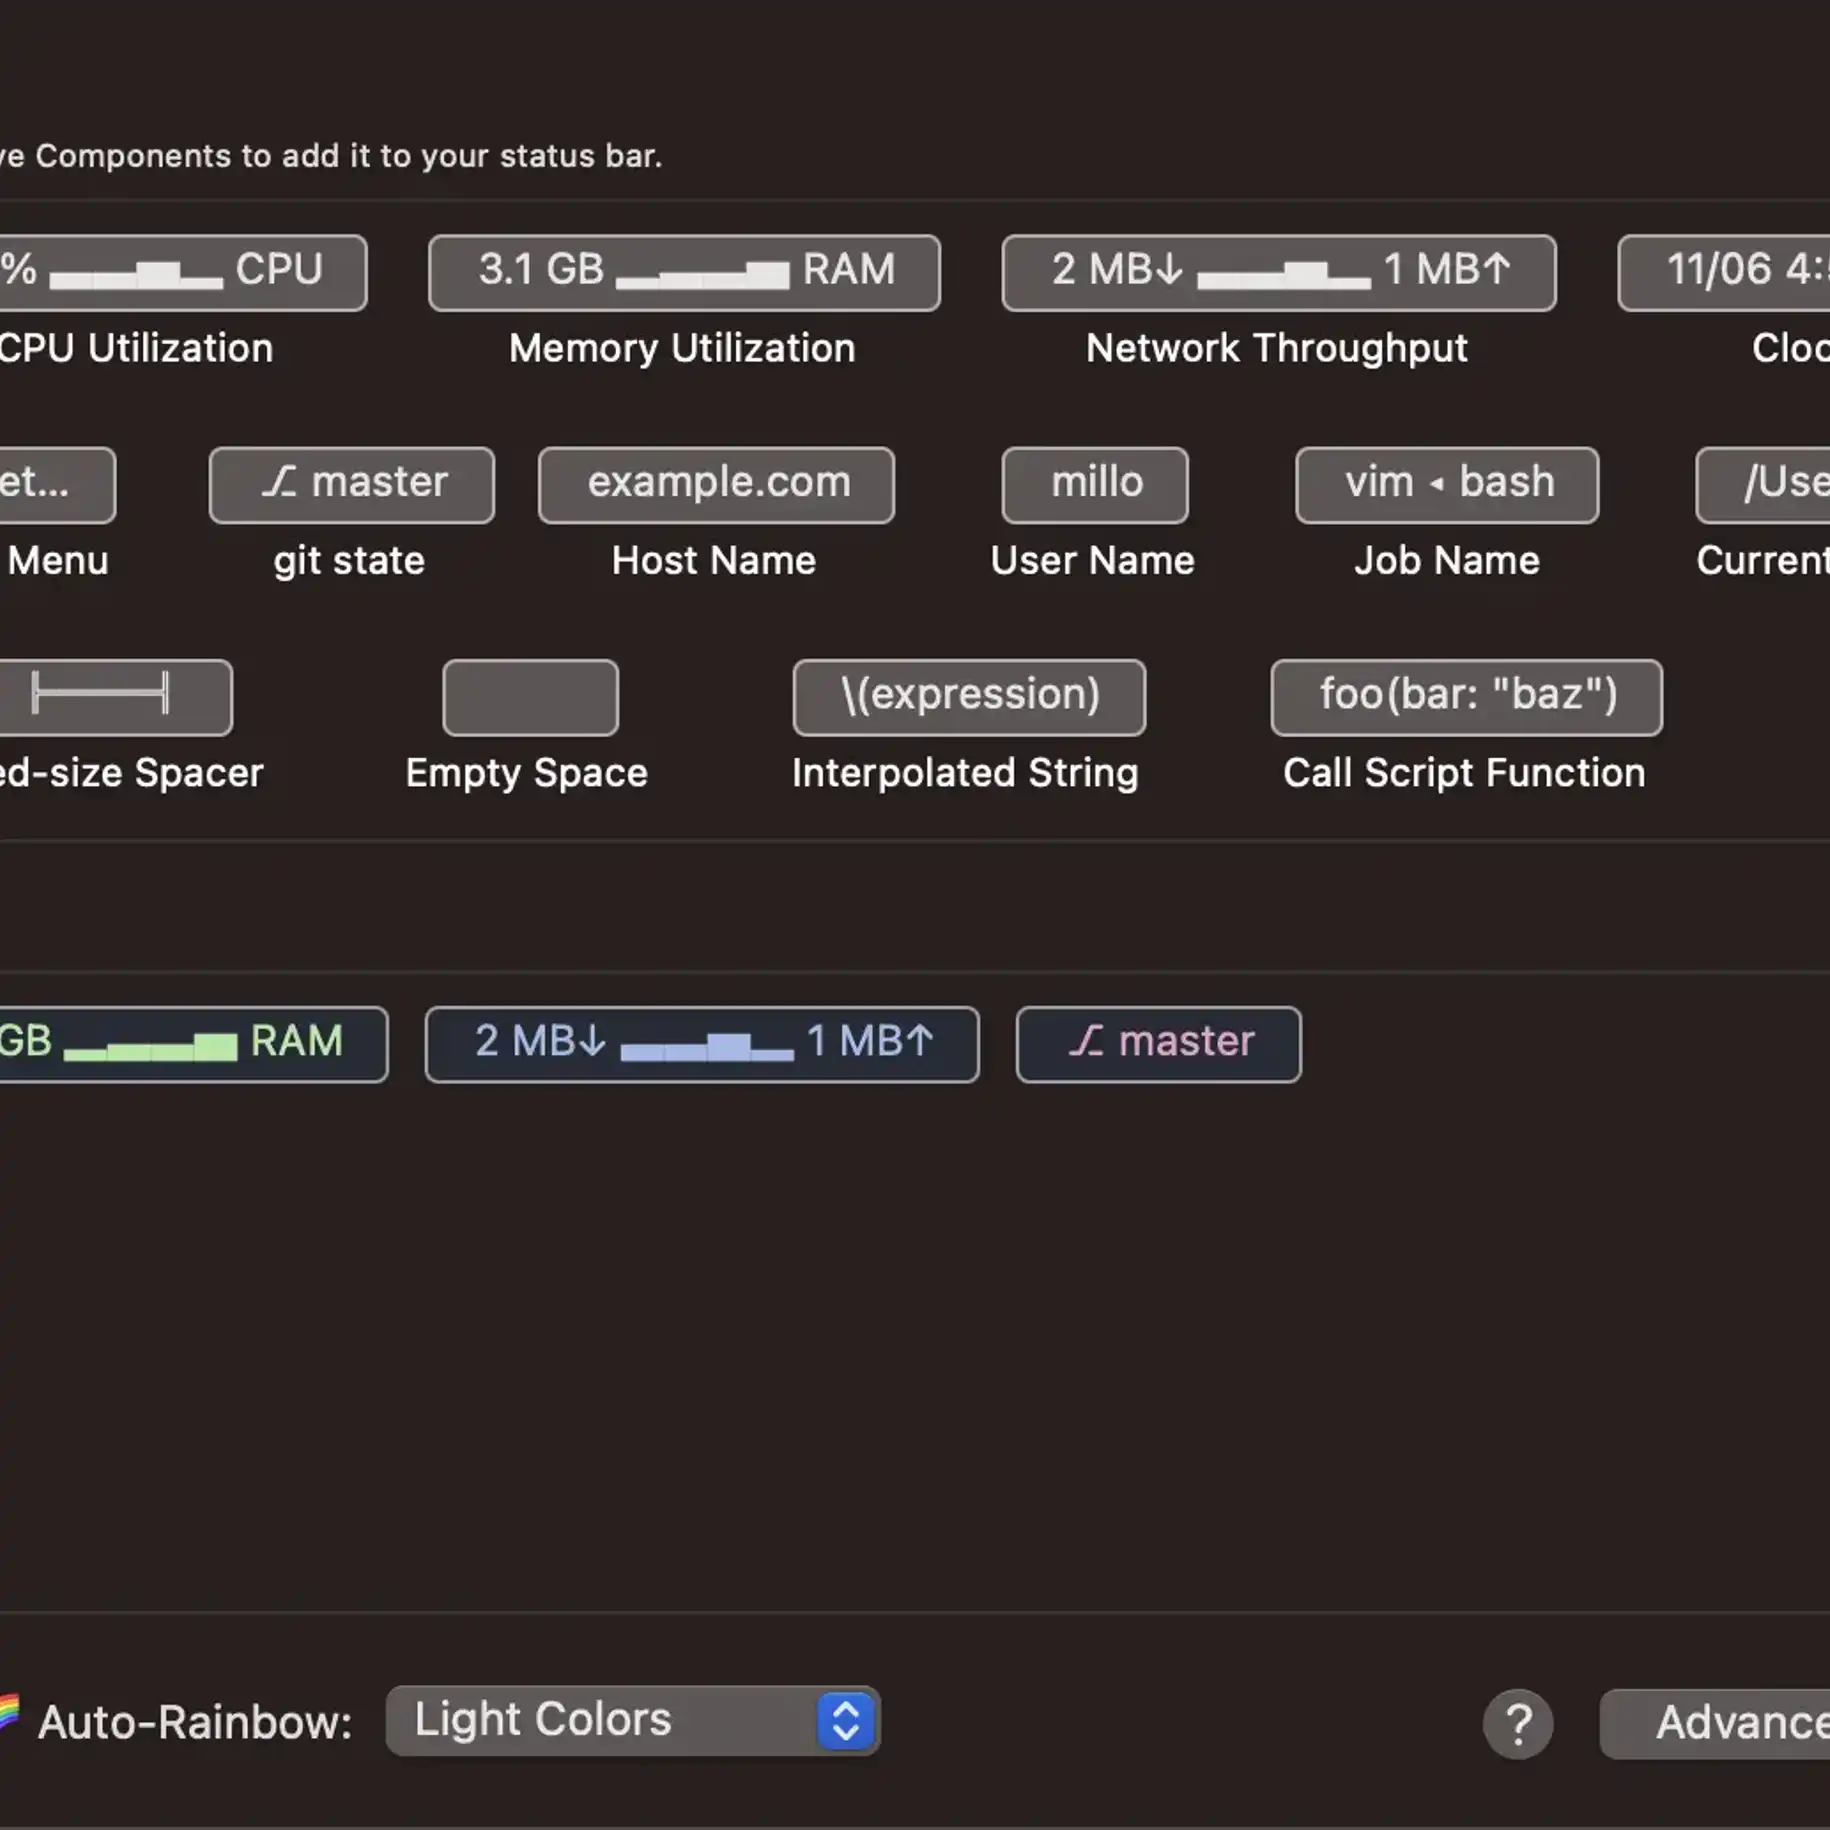 ve Components to add it to your status bar.
% CPU 3.1 GB RAM 2 MB↓ 1 MB↑ 11/06 4:
CPU Utilization Memory Utilization Network Throughput Cloc
et... ⎇ master example.com millo vim ◂ bash /Use
Menu git state Host Name User Name Job Name Current
\(expression) foo(bar: "baz")
ed-size Spacer Empty Space Interpolated String Call Script Function
GB RAM 2 MB↓ 1 MB↑ ⎇ master
Auto-Rainbow: Light Colors ? Advance